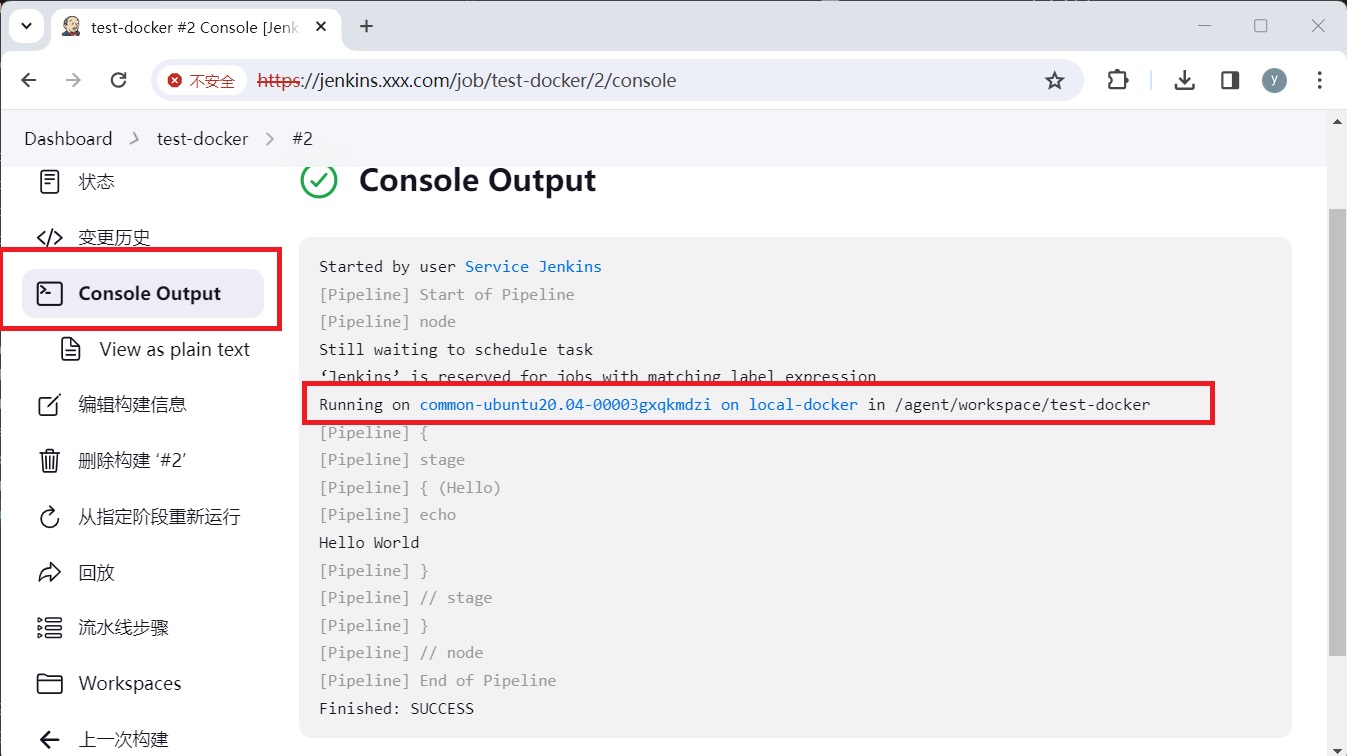 test-docker #2 Console [Jenk
不安全
https://jenkins.xxx.com/job/test-docker/2/console
y
Dashboard
test-docker
#2
状态
变更历史
Console Output
View as plain text
编辑构建信息
删除构建 ‘#2’
从指定阶段重新运行
回放
流水线步骤
Workspaces
上一次构建
Console Output
Started by user Service Jenkins
[Pipeline] Start of Pipeline
[Pipeline] node
Still waiting to schedule task
‘Jenkins’ is reserved for jobs with matching label expression
Running on common-ubuntu20.04-00003gxqkmdzi on local-docker in /agent/workspace/test-docker
[Pipeline] {
[Pipeline] stage
[Pipeline] { (Hello)
[Pipeline] echo
Hello World
[Pipeline] }
[Pipeline] // stage
[Pipeline] }
[Pipeline] // node
[Pipeline] End of Pipeline
Finished: SUCCESS